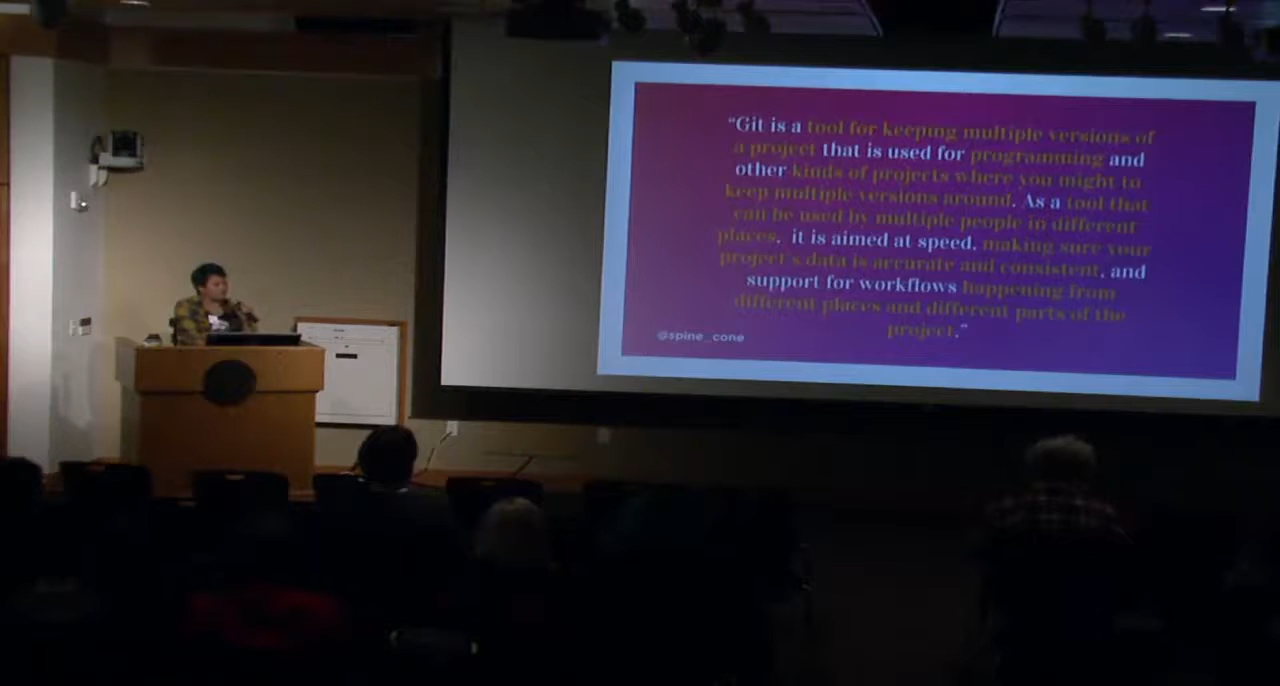 “Git is a tool for keeping multiple versions of
a project that is used for programming and
other kinds of projects where you might to
keep multiple versions around. As a tool that
can be used by multiple people in different
places, it is aimed at speed, making sure your
project's data is accurate and consistent, and
support for workflows happening from
different places and different parts of the
project.“
@spine_cone